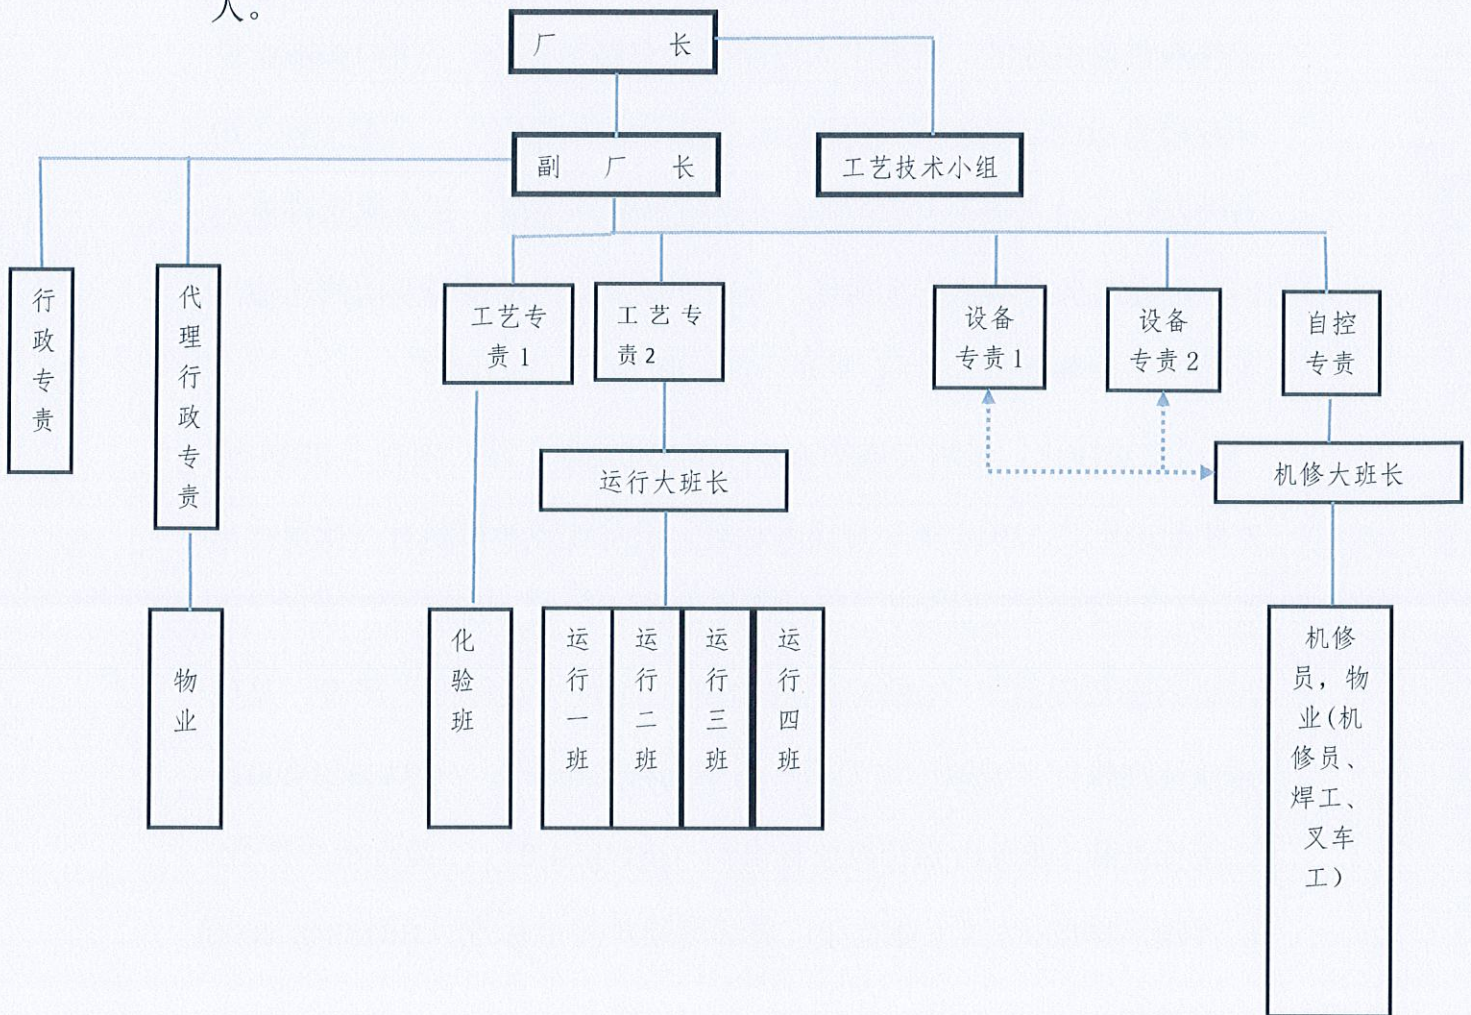 人。
厂 长
副 厂 长
工艺技术小组
行政专责
代理行政专责
工艺专
责 1
工 艺 专
责 2
设备
专责 1
设备
专责 2
自控
专责
运行大班长
机修大班长
物业
化验班
运行一班
运行二班
运行三班
运行四班
机修
员，物
业(机
修员、
焊工、
叉车
工）